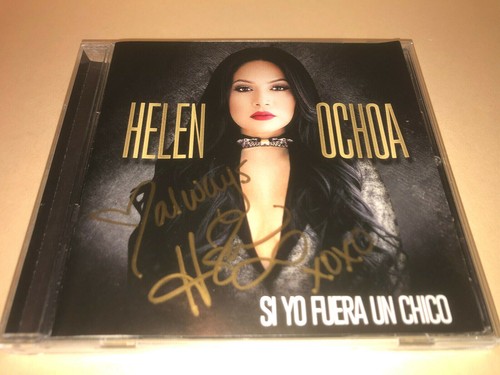 HELEN OCHOA
always
xoxo
SI YO FUERA UN CHICO